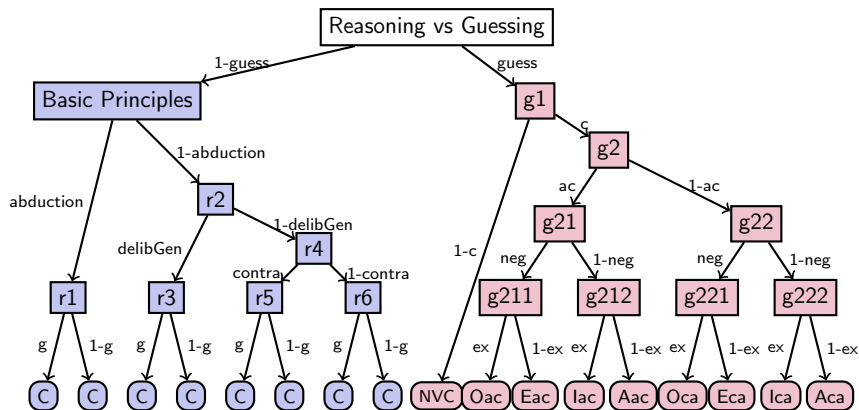 Reasoning vs Guessing
1-guess
guess
Basic Principles
g1
c
1-abduction
g2
abduction
r2
ac
1-ac
1-delibGen
g21
g22
delibGen
r4
1-c
contra
1-contra
neg
1-neg
neg
1-neg
r1
r3
r5
r6
g211
g212
g221
g222
g
1-g
g
1-g
g
1-g
g
1-g
ex
1-ex
ex
1-ex
ex
1-ex
ex
1-ex
C
C
C
C
C
C
C
C
NVC
Oac
Eac
Iac
Aac
Oca
Eca
Ica
Aca